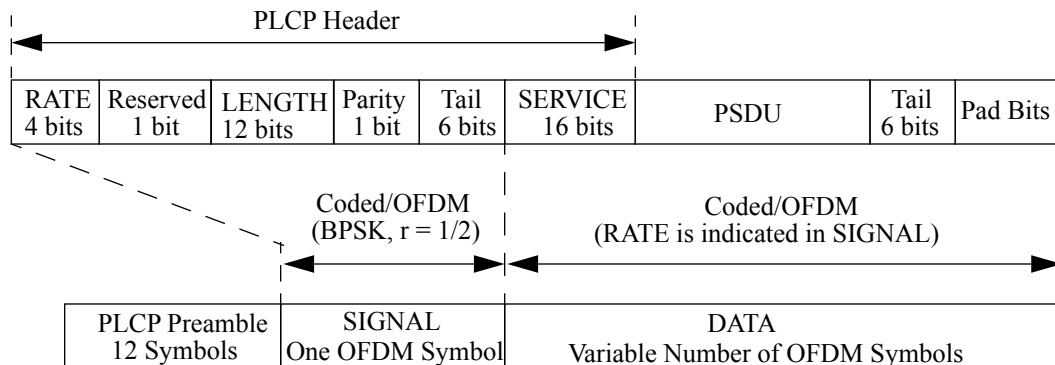 PLCP Header
RATE Reserved LENGTH Parity Tail SERVICE PSDU Tail Pad Bits
4 bits 1 bit 12 bits 1 bit 6 bits 16 bits 6 bits
Coded/OFDM Coded/OFDM
(BPSK, r = 1/2) (RATE is indicated in SIGNAL)
PLCP Preamble SIGNAL DATA
12 Symbols One OFDM Symbol Variable Number of OFDM Symbols